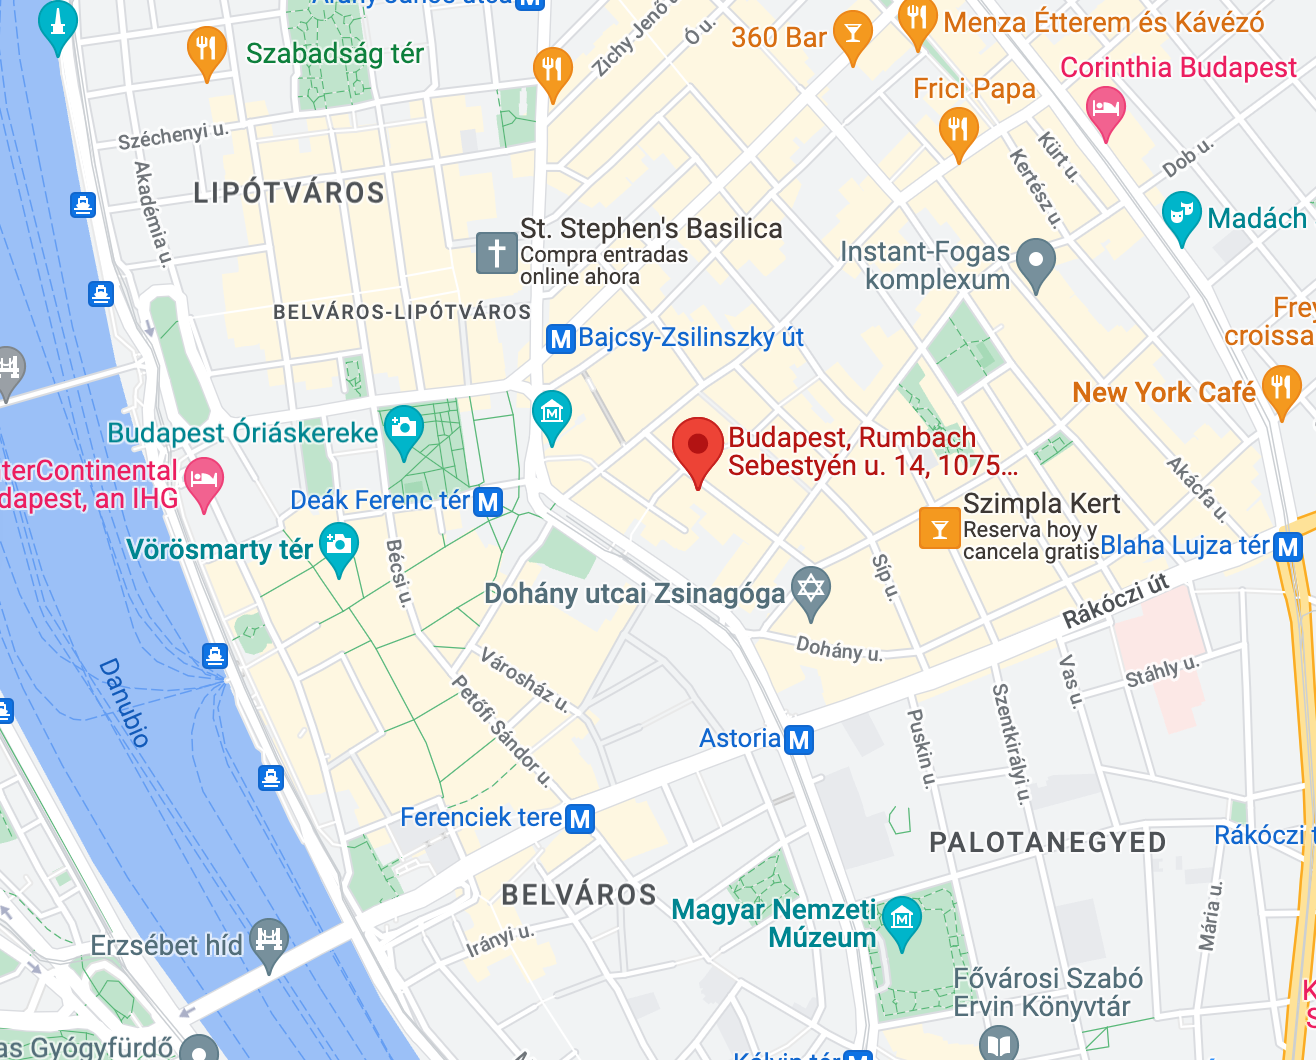 Arany János utca
Szabadság tér
Zichy Jenő u.
Ó u.
360 Bar
Menza Étterem és Kávézó
Corinthia Budapest
Frici Papa
Széchenyi u.
Akadémia u.
LIPÓTVÁROS
Kürt u.
Kertész u.
Dob u.
Madách
St. Stephen's Basilica
Compra entradas
online ahora
Instant-Fogas
komplexum
BELVÁROS-LIPÓTVÁROS
Bajcsy-Zsilinszky út
Frey
croissa
New York Café
Budapest Óriáskereke
Budapest, Rumbach
Sebestyén u. 14, 1075...
terContinental
dapest, an IHG
Deák Ferenc tér
Akácfa u.
Szimpla Kert
Reserva hoy y
cancela gratis
Blaha Lujza tér
Vörösmarty tér
Bécsi u.
Síp u.
Dohány utcai Zsinagóga
Rákóczi út
Dohány u.
Városház u.
Petőfi Sándor u.
Vas u.
Stáhly u.
Danubio
Szentkirályi u.
Puskin u.
Astoria
Ferenciek tere
PALOTANEGYED
Rákóczi t
BELVÁROS
Magyar Nemzeti
Múzeum
Mária u.
Irányi u.
Erzsébet híd
Fővárosi Szabó
Ervin Könyvtár
K
S
as Gyógyfürdő
Kálvin tér